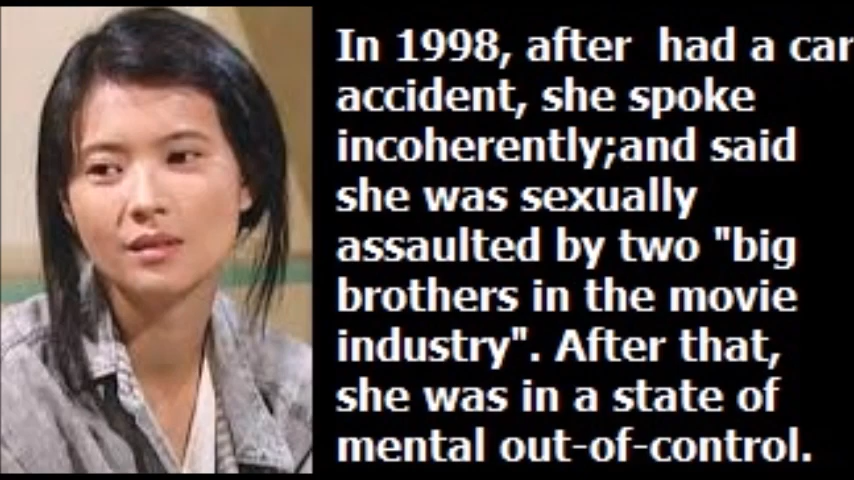 In 1998, after  had a car
accident, she spoke
incoherently;and said
she was sexually
assaulted by two "big
brothers in the movie
industry". After that,
she was in a state of
mental out-of-control.